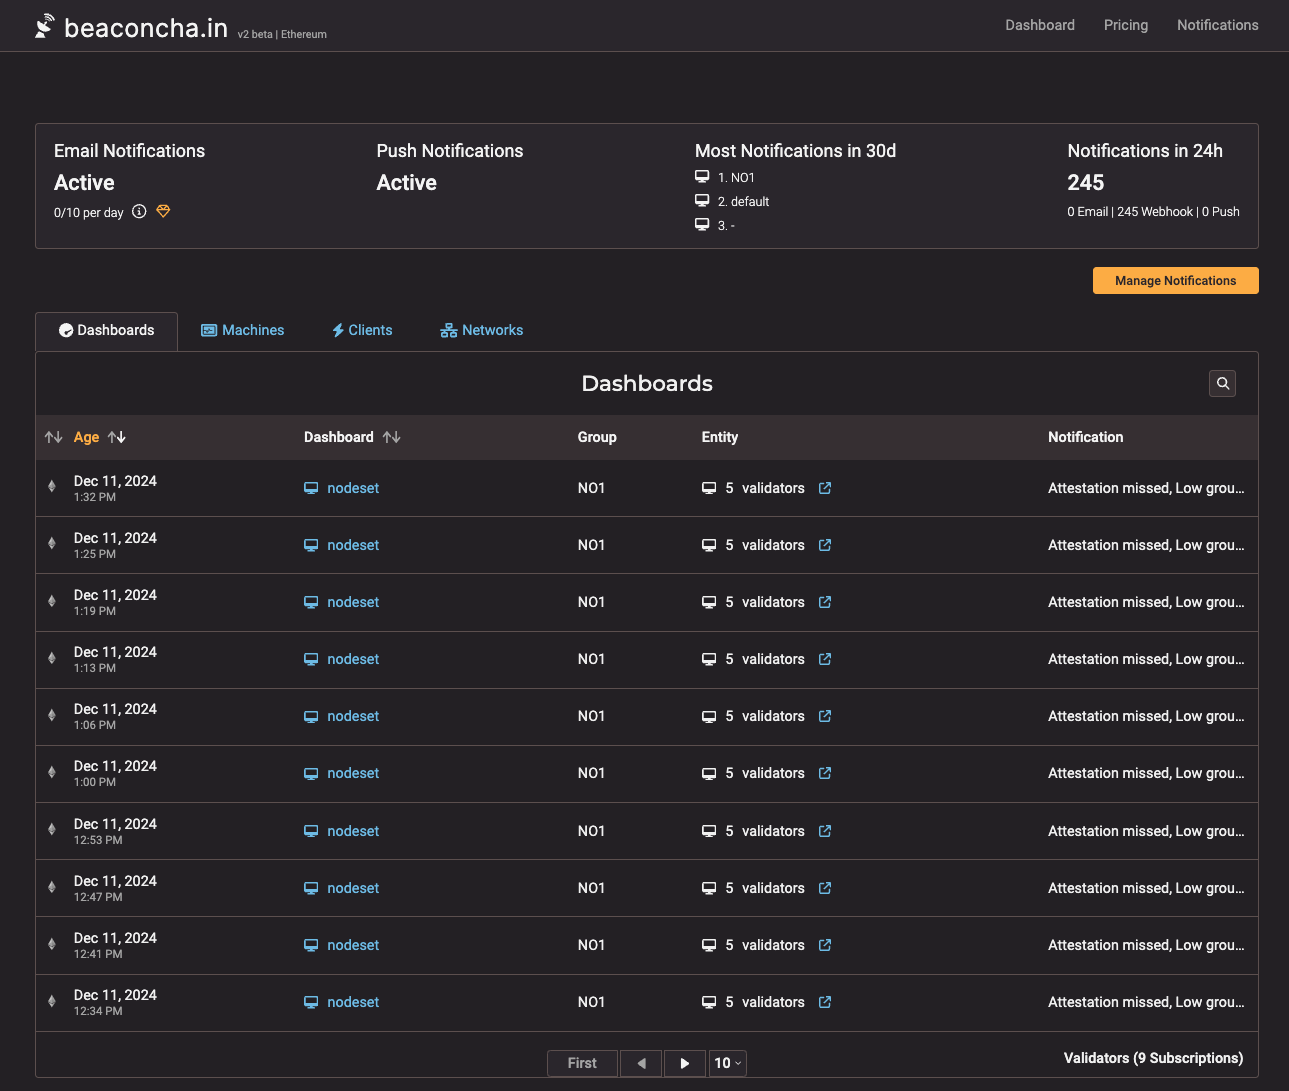 beaconcha.in v2 beta | Ethereum Dashboard Pricing Notifications
Email Notifications Push Notifications Most Notifications in 30d Notifications in 24h
Active Active 1. NO1 245
0/10 per day 2. default 0 Email | 245 Webhook | 0 Push
3. -
Manage Notifications
Dashboards Machines Clients Networks
Dashboards
Age Dashboard Group Entity Notification
Dec 11, 2024
1:32 PM nodeset NO1 5 validators Attestation missed, Low grou...
Dec 11, 2024
1:25 PM nodeset NO1 5 validators Attestation missed, Low grou...
Dec 11, 2024
1:19 PM nodeset NO1 5 validators Attestation missed, Low grou...
Dec 11, 2024
1:13 PM nodeset NO1 5 validators Attestation missed, Low grou...
Dec 11, 2024
1:06 PM nodeset NO1 5 validators Attestation missed, Low grou...
Dec 11, 2024
1:00 PM nodeset NO1 5 validators Attestation missed, Low grou...
Dec 11, 2024
12:53 PM nodeset NO1 5 validators Attestation missed, Low grou...
Dec 11, 2024
12:47 PM nodeset NO1 5 validators Attestation missed, Low grou...
Dec 11, 2024
12:41 PM nodeset NO1 5 validators Attestation missed, Low grou...
Dec 11, 2024
12:34 PM nodeset NO1 5 validators Attestation missed, Low grou...
First 10 Validators (9 Subscriptions)